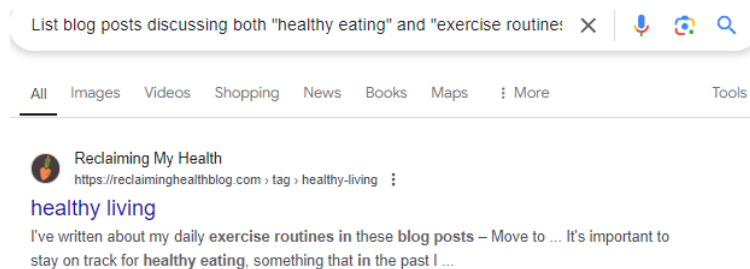 List blog posts discussing both "healthy eating" and "exercise routines
All Images Videos Shopping News Books Maps ⋮ More Tools
Reclaiming My Health
https://reclaiminghealthblog.com › tag › healthy-living ⋮
healthy living
I've written about my daily exercise routines in these blog posts – Move to ... It's important to
stay on track for healthy eating, something that in the past I ...